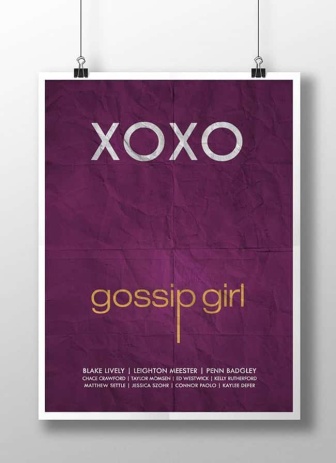 XOXO
gossip girl
BLAKE LIVELY | LEIGHTON MEESTER | PENN BADGLEY
CHACE CRAWFORD | TAYLOR MOMSEN | ED WESTWICK | KELLY RUTHERFORD
MATTHEW SETTLE | JESSICA SZOHR | CONNOR PAOLO | KAYLEE DEFER